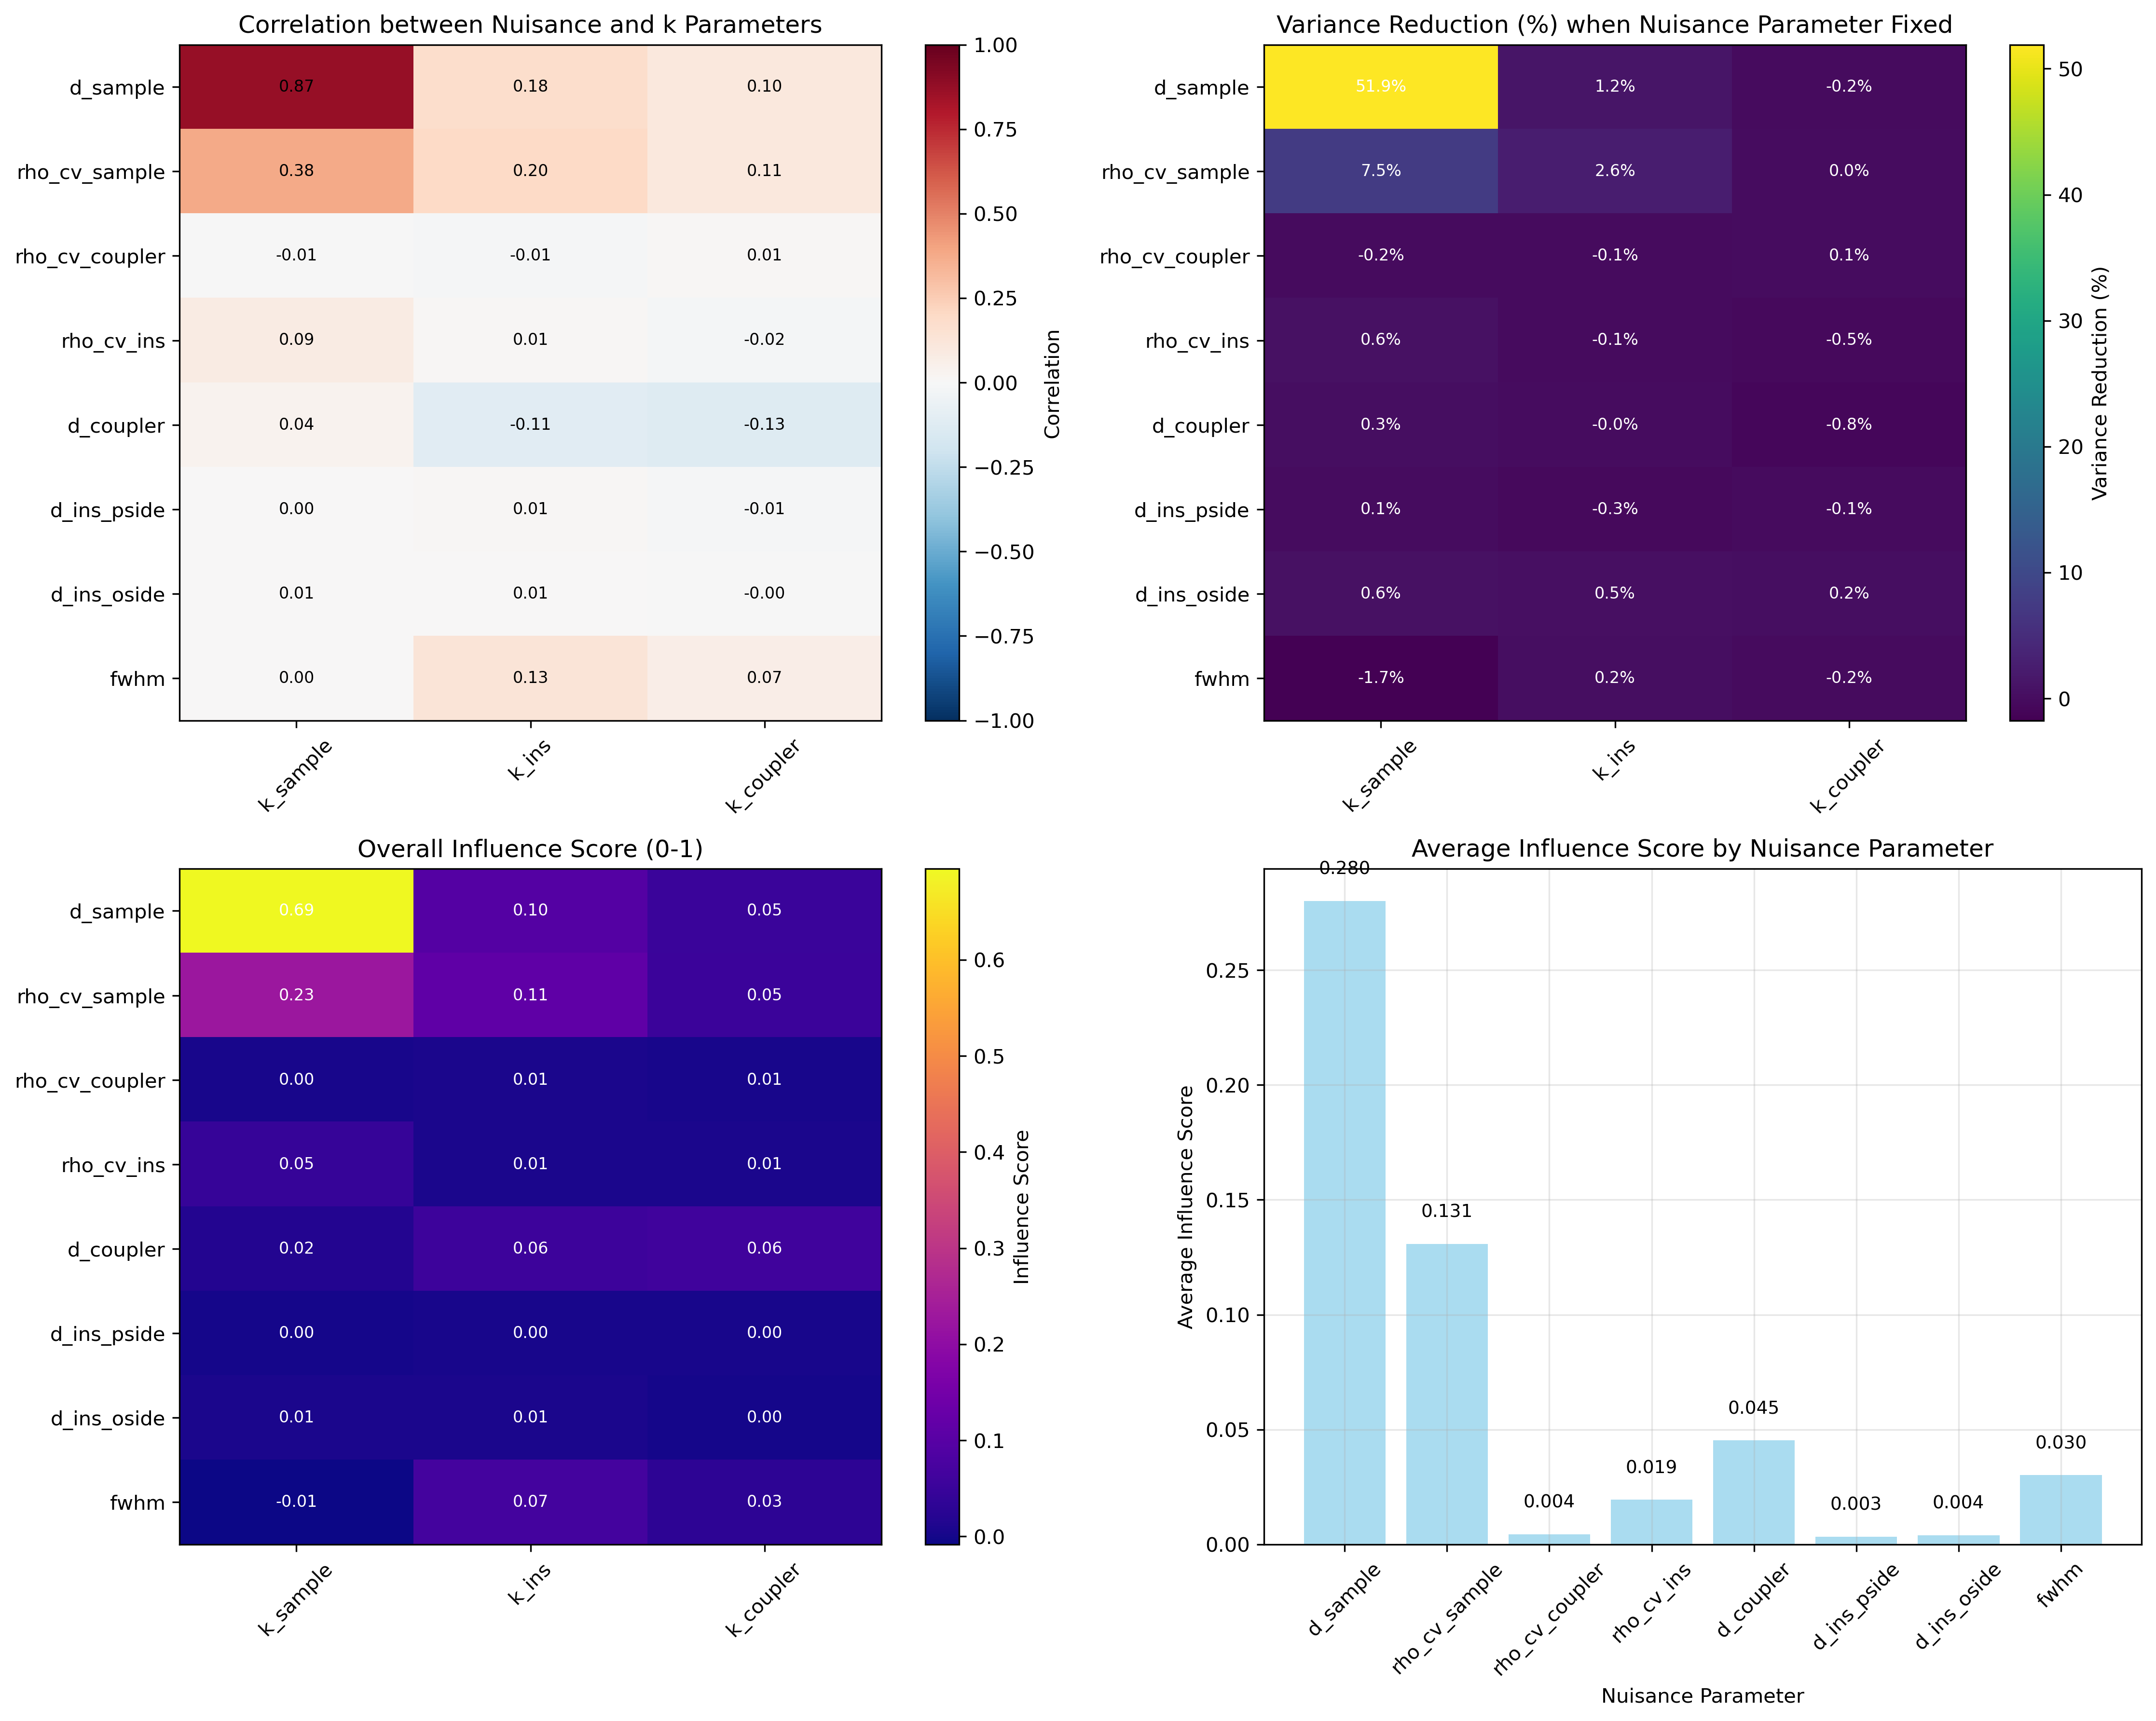 Correlation between Nuisance and k Parameters
d_sample 0.87 0.18 0.10
rho_cv_sample 0.38 0.20 0.11
rho_cv_coupler -0.01 -0.01 0.01
rho_cv_ins 0.09 0.01 -0.02
d_coupler 0.04 -0.11 -0.13
d_ins_pside 0.00 0.01 -0.01
d_ins_oside 0.01 0.01 -0.00
fwhm 0.00 0.13 0.07
k_sample k_ins k_coupler
1.00
0.75
0.50
0.25
0.00
−0.25
−0.50
−0.75
−1.00
Correlation
Variance Reduction (%) when Nuisance Parameter Fixed
d_sample 51.9% 1.2% -0.2%
rho_cv_sample 7.5% 2.6% 0.0%
rho_cv_coupler -0.2% -0.1% 0.1%
rho_cv_ins 0.6% -0.1% -0.5%
d_coupler 0.3% -0.0% -0.8%
d_ins_pside 0.1% -0.3% -0.1%
d_ins_oside 0.6% 0.5% 0.2%
fwhm -1.7% 0.2% -0.2%
k_sample k_ins k_coupler
50
40
30
20
10
0
Variance Reduction (%)
Overall Influence Score (0-1)
d_sample 0.69 0.10 0.05
rho_cv_sample 0.23 0.11 0.05
rho_cv_coupler 0.00 0.01 0.01
rho_cv_ins 0.05 0.01 0.01
d_coupler 0.02 0.06 0.06
d_ins_pside 0.00 0.00 0.00
d_ins_oside 0.01 0.01 0.00
fwhm -0.01 0.07 0.03
k_sample k_ins k_coupler
0.6
0.5
0.4
0.3
0.2
0.1
0.0
Influence Score
Average Influence Score by Nuisance Parameter
Average Influence Score
0.25
0.20
0.15
0.10
0.05
0.00
0.280 0.131 0.004 0.019 0.045 0.003 0.004 0.030
d_sample rho_cv_sample rho_cv_coupler rho_cv_ins d_coupler d_ins_pside d_ins_oside fwhm
Nuisance Parameter